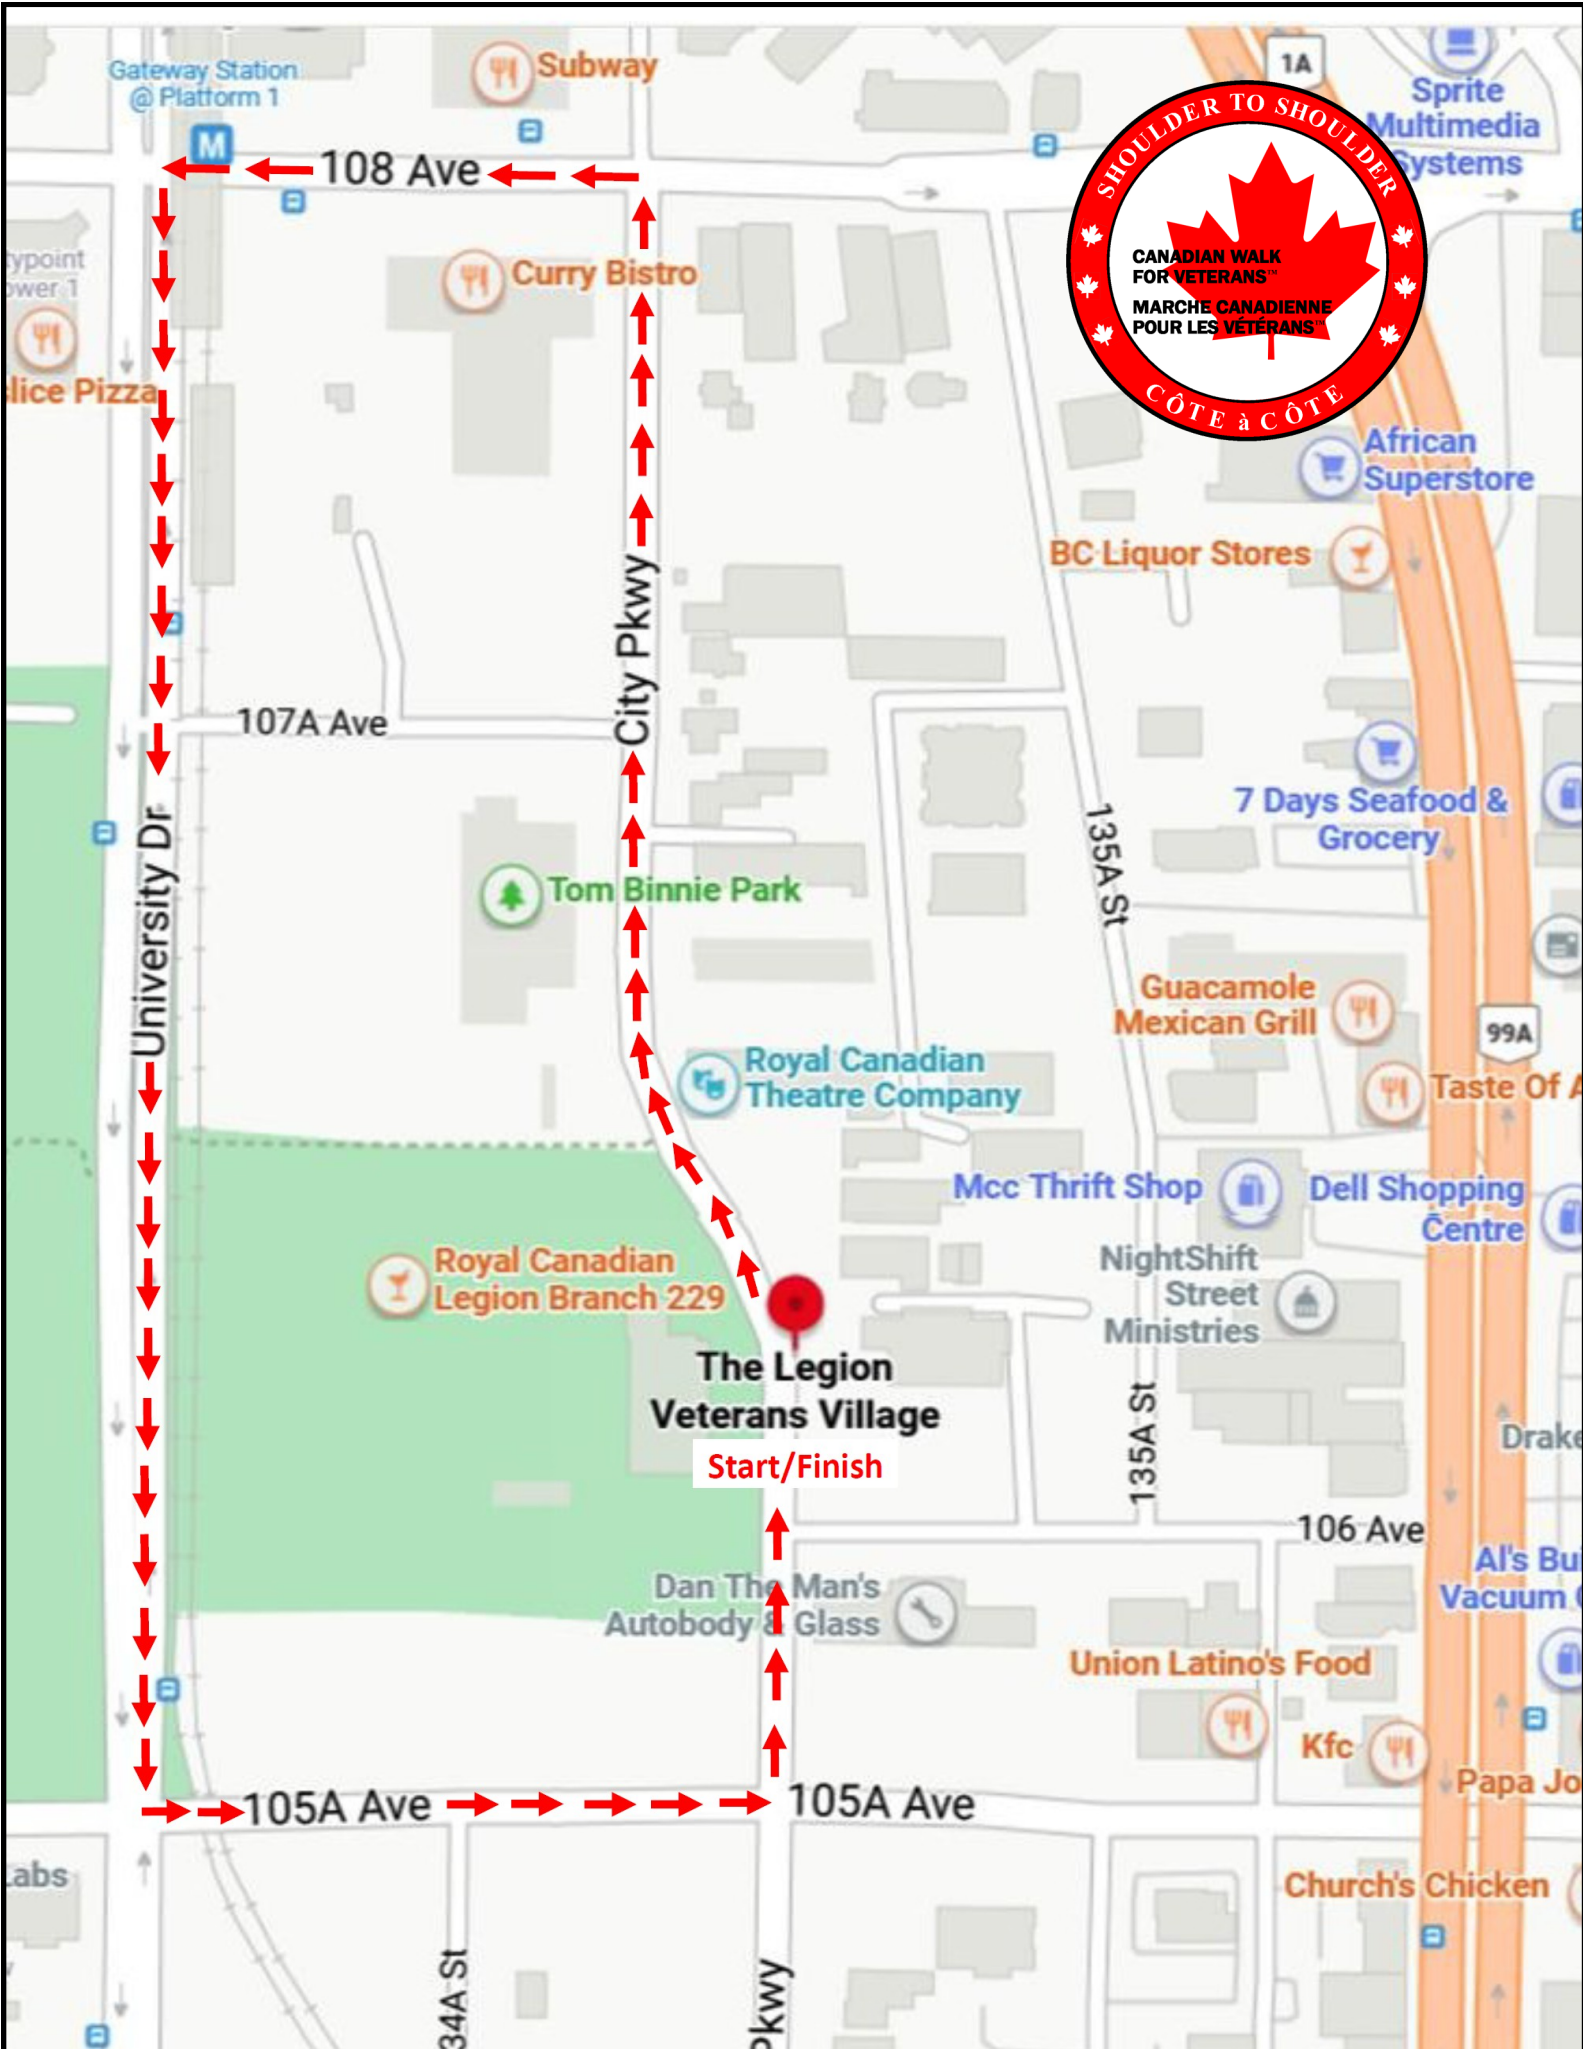 Gateway Station
@ Platform 1
M
Subway
1A
Sprite
Multimedia
Systems
SHOULDER TO SHOULDER
CANADIAN WALK
FOR VETERANS™
MARCHE CANADIENNE
POUR LES VÉTÉRANS™
CÔTE à CÔTE
108 Ave
typoint
ower 1
Curry Bistro
slice Pizza
African
Superstore
BC Liquor Stores
City Pkwy
107A Ave
7 Days Seafood &
Grocery
University Dr
135A St
Tom Binnie Park
Guacamole
Mexican Grill
99A
Royal Canadian
Theatre Company
Taste Of A
Mcc Thrift Shop
Dell Shopping
Centre
Royal Canadian
Legion Branch 229
NightShift
Street
Ministries
The Legion
Veterans Village
Start/Finish
135A St
Drake
106 Ave
Al's Bu
Vacuum
Dan The Man's
Autobody & Glass
Union Latino's Food
Kfc
Papa Jo
105A Ave
105A Ave
Labs
Church's Chicken
34A St
Pkwy